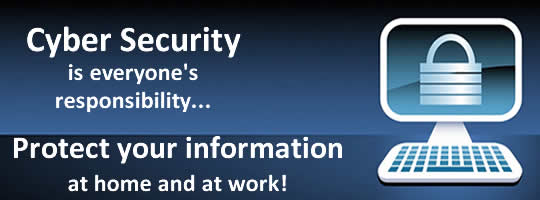 Cyber Security
is everyone's
responsibility...
Protect your information
at home and at work!